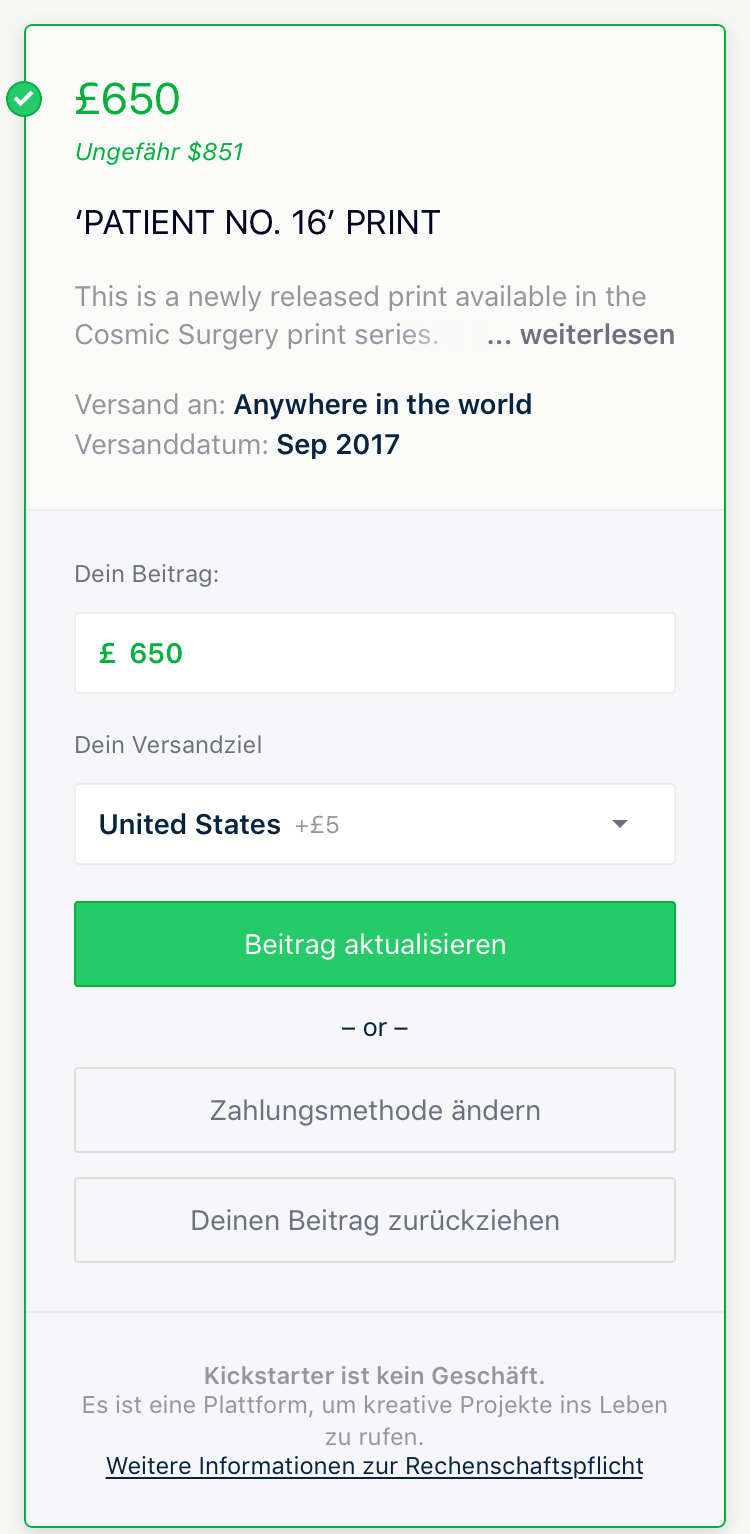 £650
Ungefähr $851
‘PATIENT NO. 16’ PRINT
This is a newly released print available in the
Cosmic Surgery print series. ... weiterlesen
Versand an: Anywhere in the world
Versanddatum: Sep 2017
Dein Beitrag:
£ 650
Dein Versandziel
United States +£5
Beitrag aktualisieren
– or –
Zahlungsmethode ändern
Deinen Beitrag zurückziehen
Kickstarter ist kein Geschäft.
Es ist eine Plattform, um kreative Projekte ins Leben
zu rufen.
Weitere Informationen zur Rechenschaftspflicht